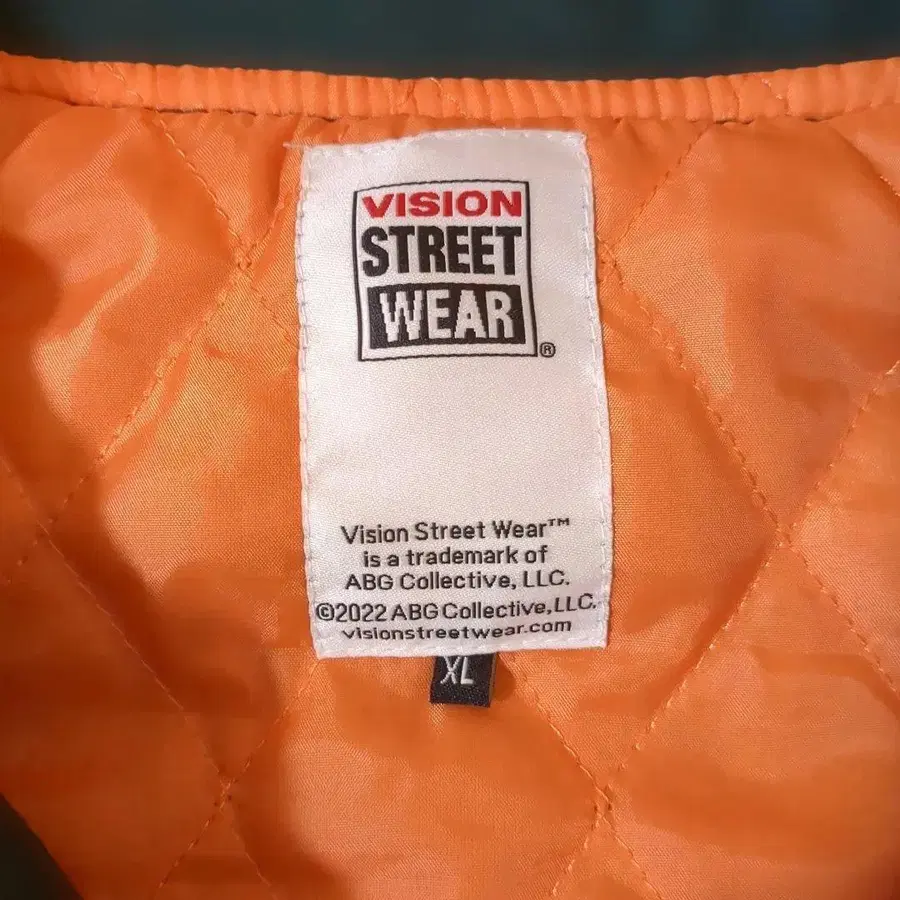 VISION
STREET
WEAR
®
Vision Street Wear™
is a trademark of
ABG Collective, LLC.
©2022 ABG Collective, LLC.
visionstreetwear.com
XL